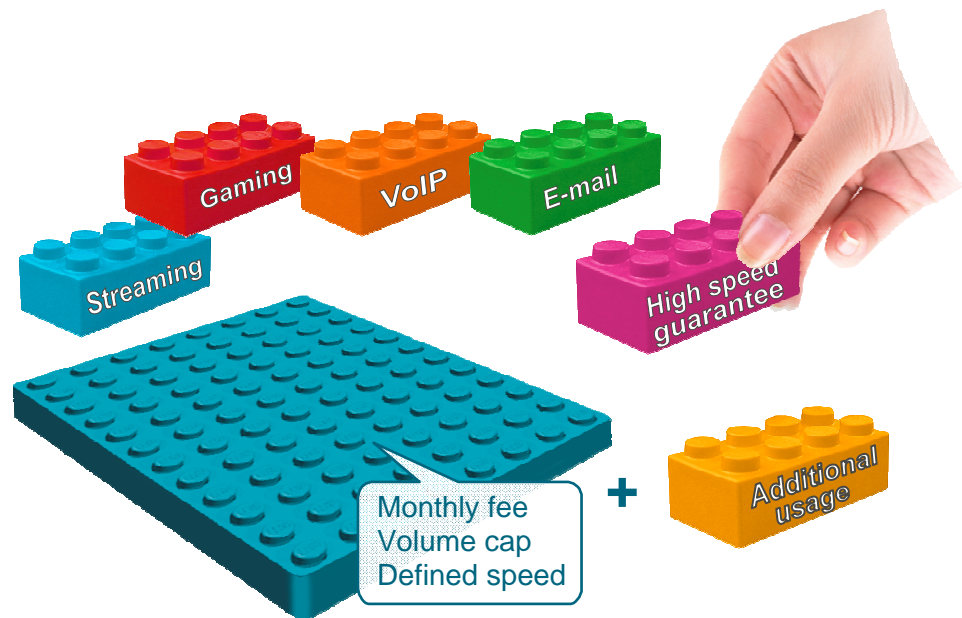 Gaming
VoIP
E-mail
Streaming
High speed
guarantee
Additional
usage
+
Monthly fee
Volume cap
Defined speed